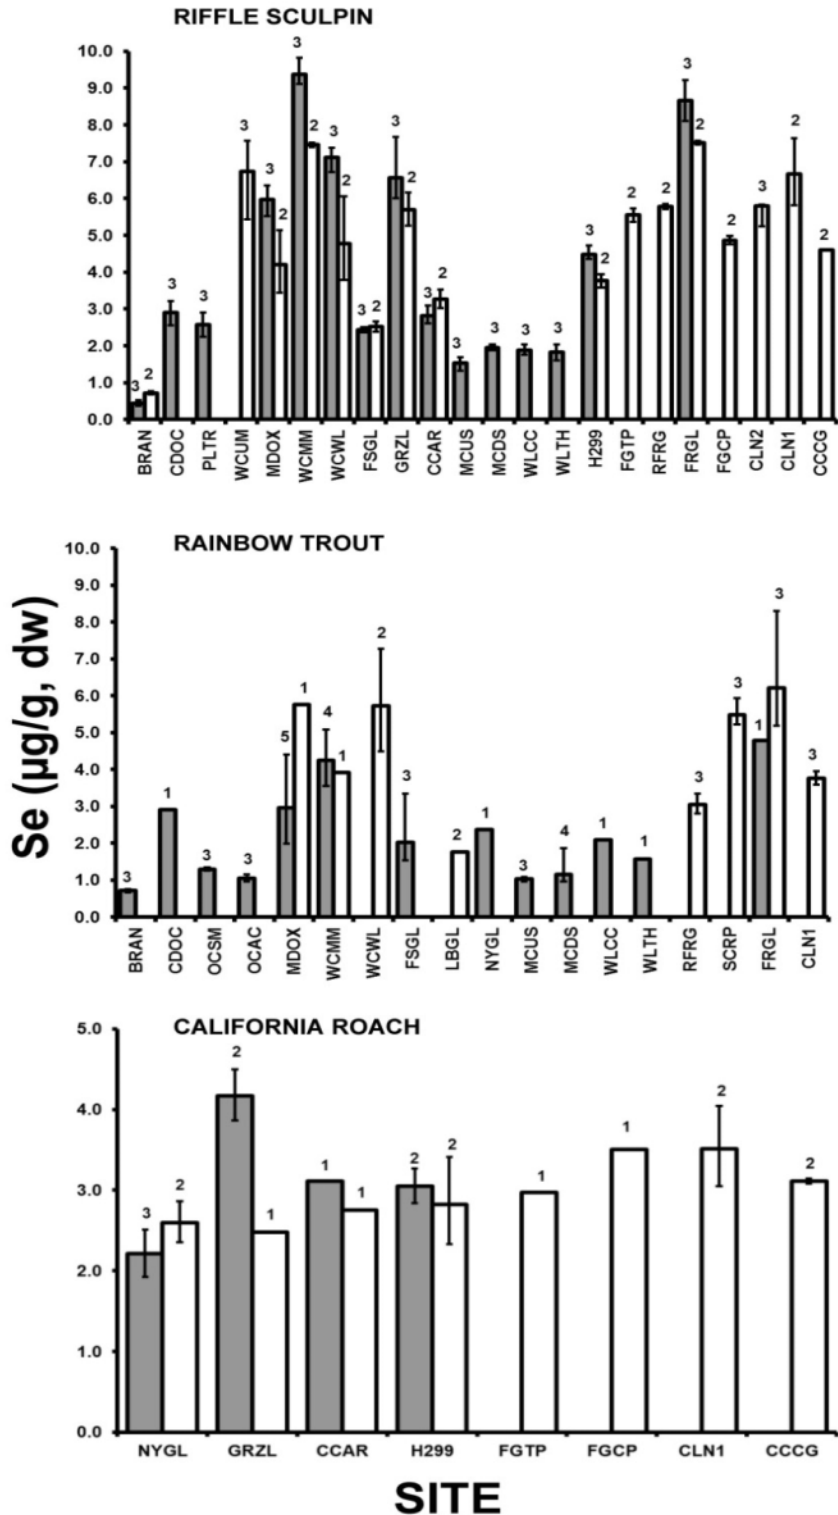 RIFFLE SCULPIN
10.0
9.0
8.0
7.0
6.0
5.0
4.0
3.0
2.0
1.0
0.0
3 2 3 3 3 3 2 3 2 3 2 3 2 3 2 3 2 3 3 3 3 3 2 2 2 3 2 2 3 2 2
BRAN CDOC PLTR WCUM MDOX WCMM WCWL FSGL GRZL CCAR MCUS MCDS WLCC WLTH H299 FGTP RFRG FRGL FGCP CLN2 CLN1 CCCG
Se (µg/g, dw)
RAINBOW TROUT
10.0
9.0
8.0
7.0
6.0
5.0
4.0
3.0
2.0
1.0
0.0
3 1 3 3 5 1 4 1 2 3 2 1 3 4 1 1 3 3 1 3 3
BRAN CDOC OCSM OCAC MDOX WCMM WCWL FSGL LBGL NYGL MCUS MCDS WLCC WLTH RFRG SCRP FRGL CLN1
CALIFORNIA ROACH
5.0
4.0
3.0
2.0
1.0
0.0
3 2 2 1 1 1 2 2 1 1 2 2
NYGL GRZL CCAR H299 FGTP FGCP CLN1 CCCG
SITE